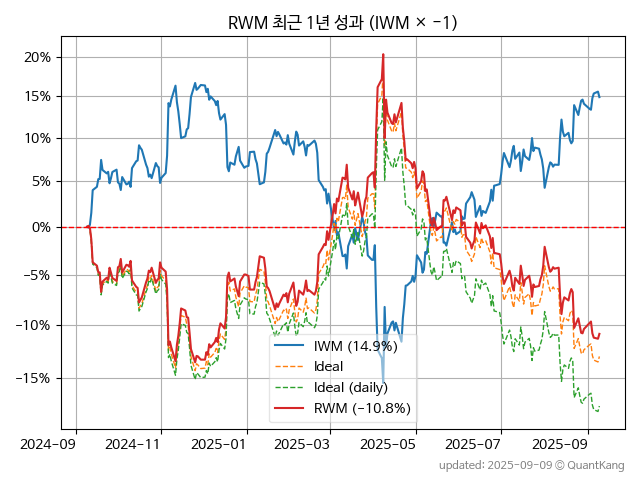 RWM 최근 1년 성과 (IWM × −1)
20%
15%
10%
5%
0%
−5%
−10%
−15%
IWM (14.9%)
Ideal
Ideal (daily)
RWM (−10.8%)
2024-09
2024-11
2025-01
2025-03
2025-05
2025-07
2025-09
updated: 2025-09-09 © QuantKang